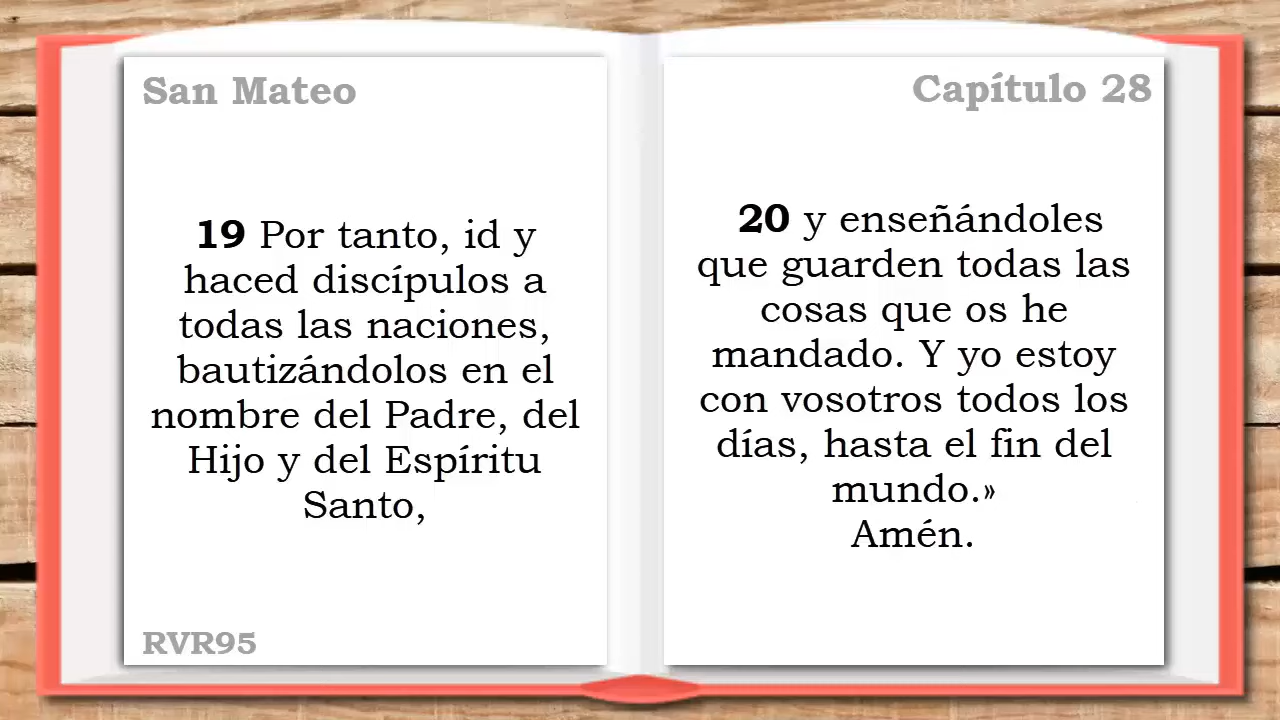 San Mateo
19 Por tanto, id y
haced discípulos a
todas las naciones,
bautizándolos en el
nombre del Padre, del
Hijo y del Espíritu
Santo,
RVR95
Capítulo 28
20 y enseñándoles
que guarden todas las
cosas que os he
mandado. Y yo estoy
con vosotros todos los
días, hasta el fin del
mundo.»
Amén.